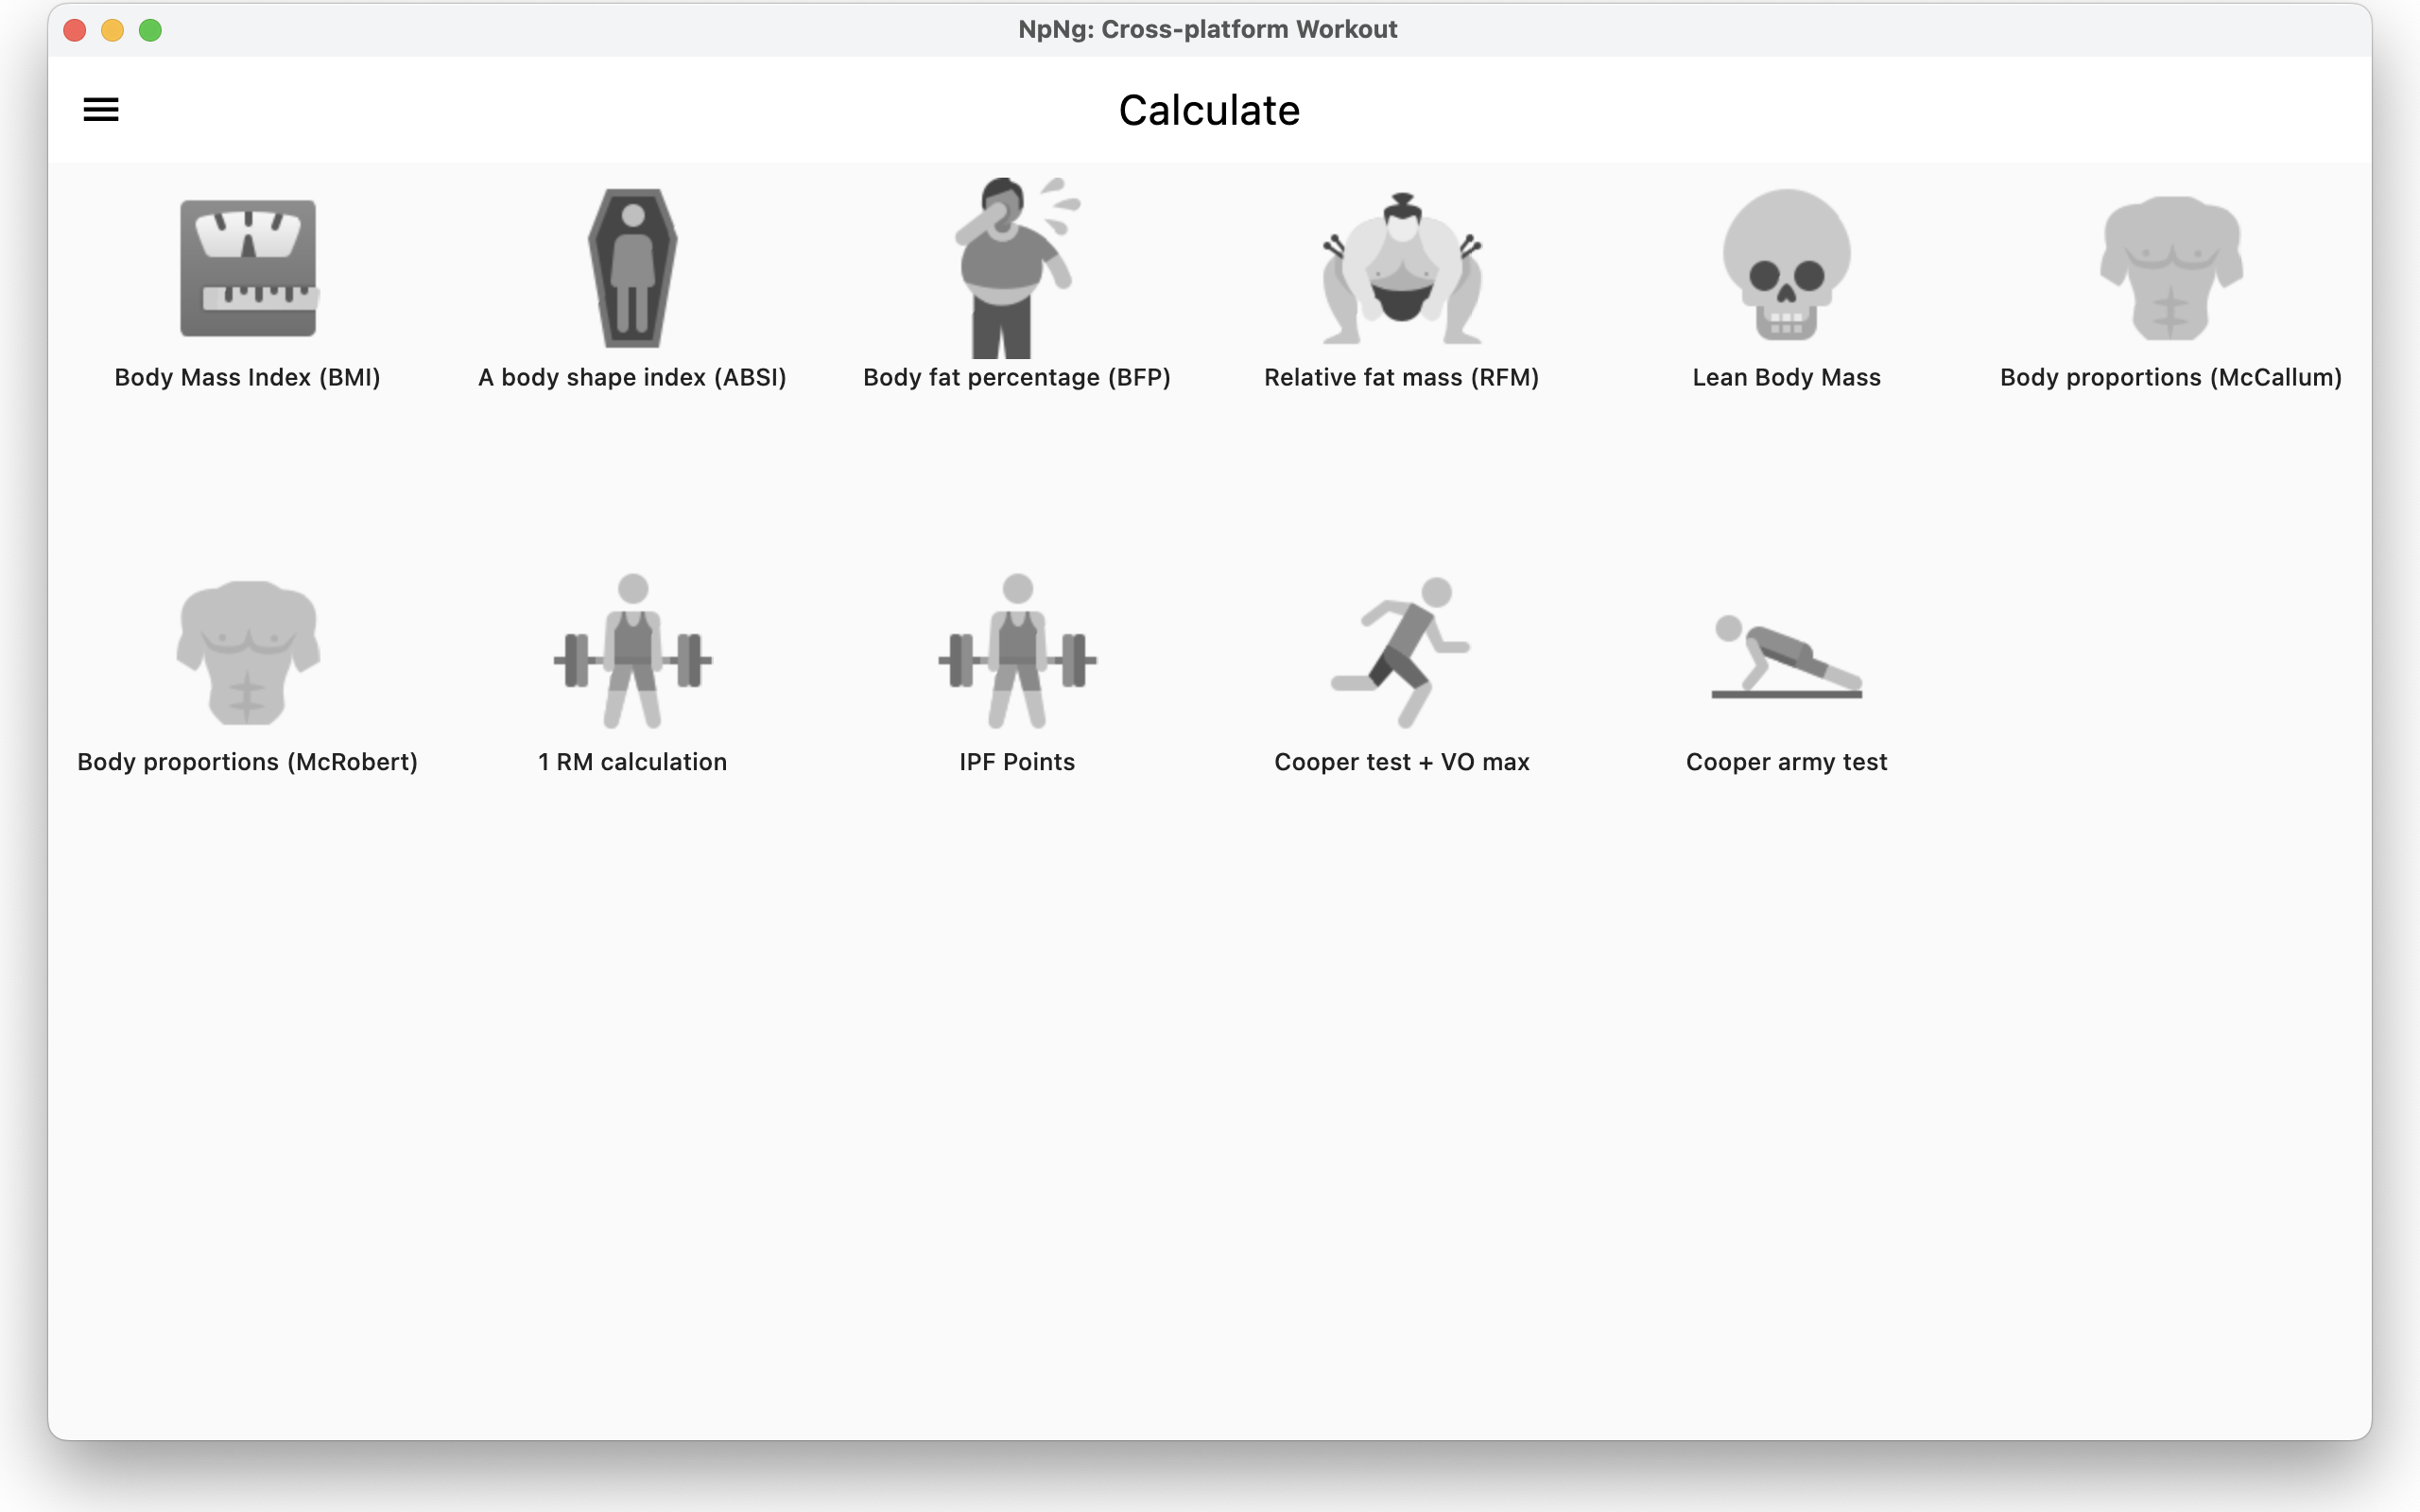 NpNg: Cross-platform Workout
Calculate
Body Mass Index (BMI)
A body shape index (ABSI)
Body fat percentage (BFP)
Relative fat mass (RFM)
Lean Body Mass
Body proportions (McCallum)
Body proportions (McRobert)
1 RM calculation
IPF Points
Cooper test + VO max
Cooper army test